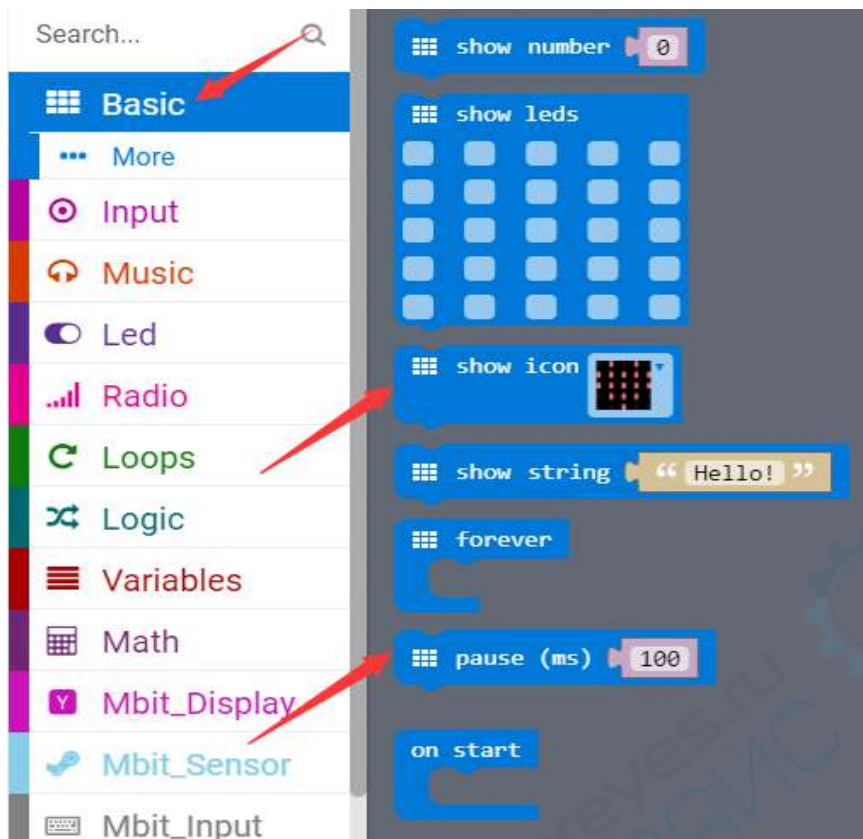 Search...
Basic
More
Input
Music
Led
Radio
Loops
Logic
Variables
Math
Mbit_Display
Mbit_Sensor
Mbit_Input
show number 0
show leds
show icon
show string “ Hello! ”
forever
pause (ms) 100
on start